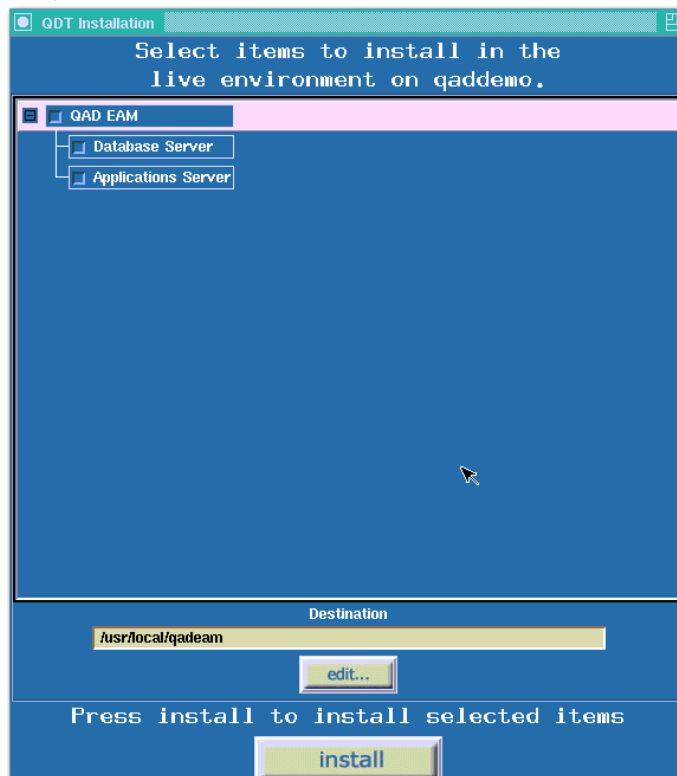 QDT Installation
Select items to install in the
live environment on qaddemo.
QAD EAM
Database Server
Applications Server
Destination
/usr/local/qadeam
edit...
Press install to install selected items
install